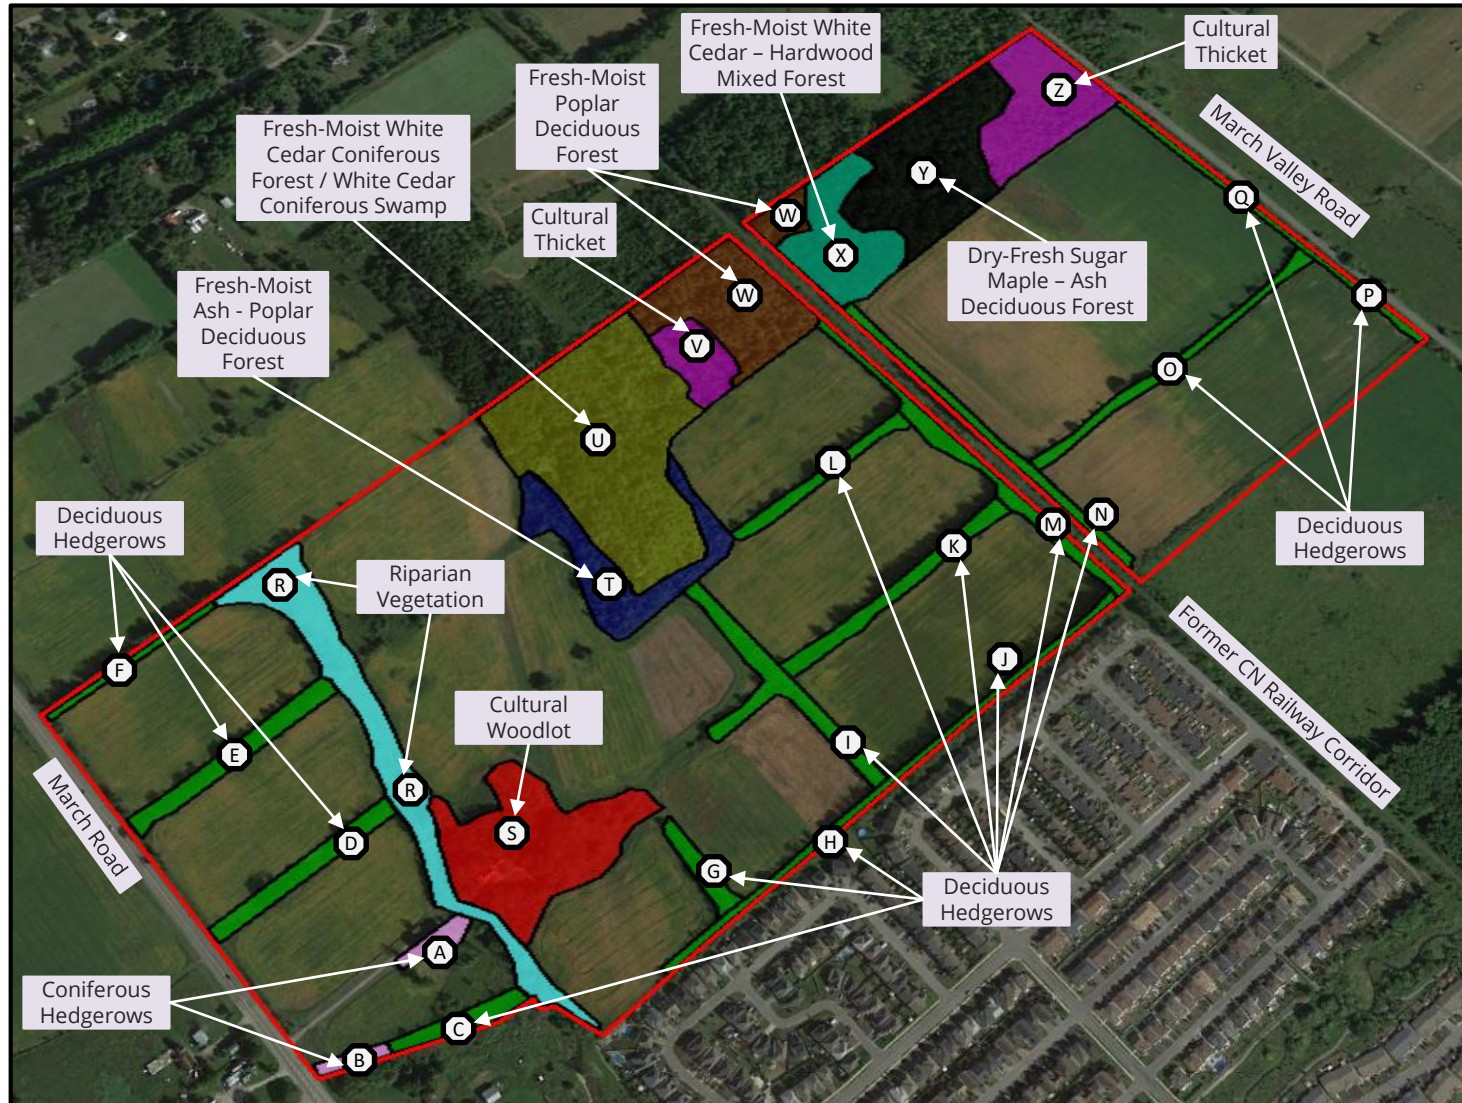 Fresh-Moist White
Cedar – Hardwood
Mixed Forest
Cultural
Thicket
Z
Fresh-Moist
Poplar
Deciduous
Forest
March Valley Road
Fresh-Moist White
Cedar Coniferous
Forest / White Cedar
Coniferous Swamp
Y
Q
Cultural
Thicket
W
X
Dry-Fresh Sugar
Maple – Ash
Deciduous Forest
Fresh-Moist
Ash - Poplar
Deciduous
Forest
W
P
V
O
U
L
Deciduous
Hedgerows
N
M
Deciduous
Hedgerows
K
R
Riparian
Vegetation
T
Former CN Railway Corridor
F
J
Cultural
Woodlot
I
E
March Road
R
S
D
H
G
Deciduous
Hedgerows
A
Coniferous
Hedgerows
C
B